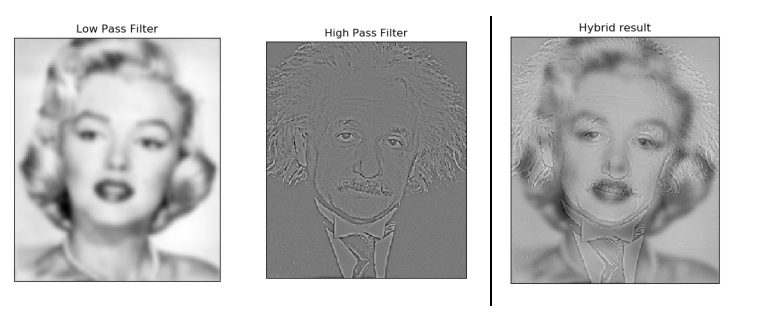 Low Pass Filter
High Pass Filter
Hybrid result